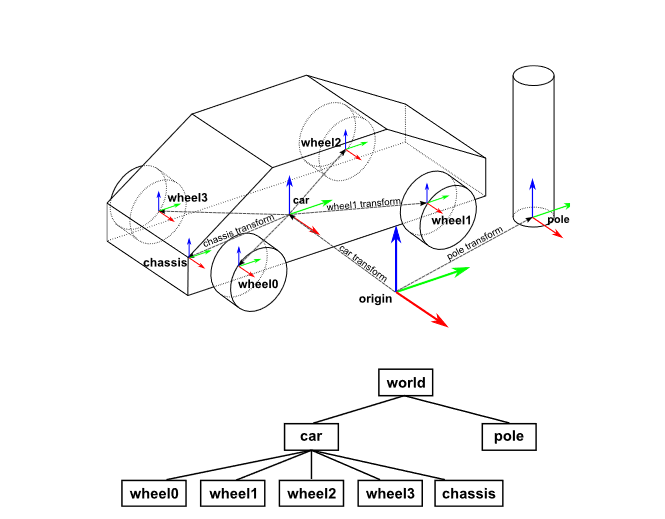 wheel2
wheel3
car
wheel1 transform
pole
wheel1
chassis transform
pole transform
chassis
car transform
wheel0
origin
world
car
pole
wheel0
wheel1
wheel2
wheel3
chassis